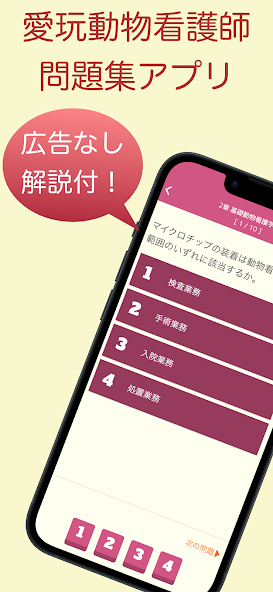 愛玩動物看護師
問題集アプリ
広告なし
解説付！
2章 基礎動物看護学
[ 1 / 10 ]
マイクロチップの装着は動物看
範囲のいずれに該当するか。
1 検査業務
2 手術業務
3 入院業務
4 処置業務
次の問題
1 2 3 4